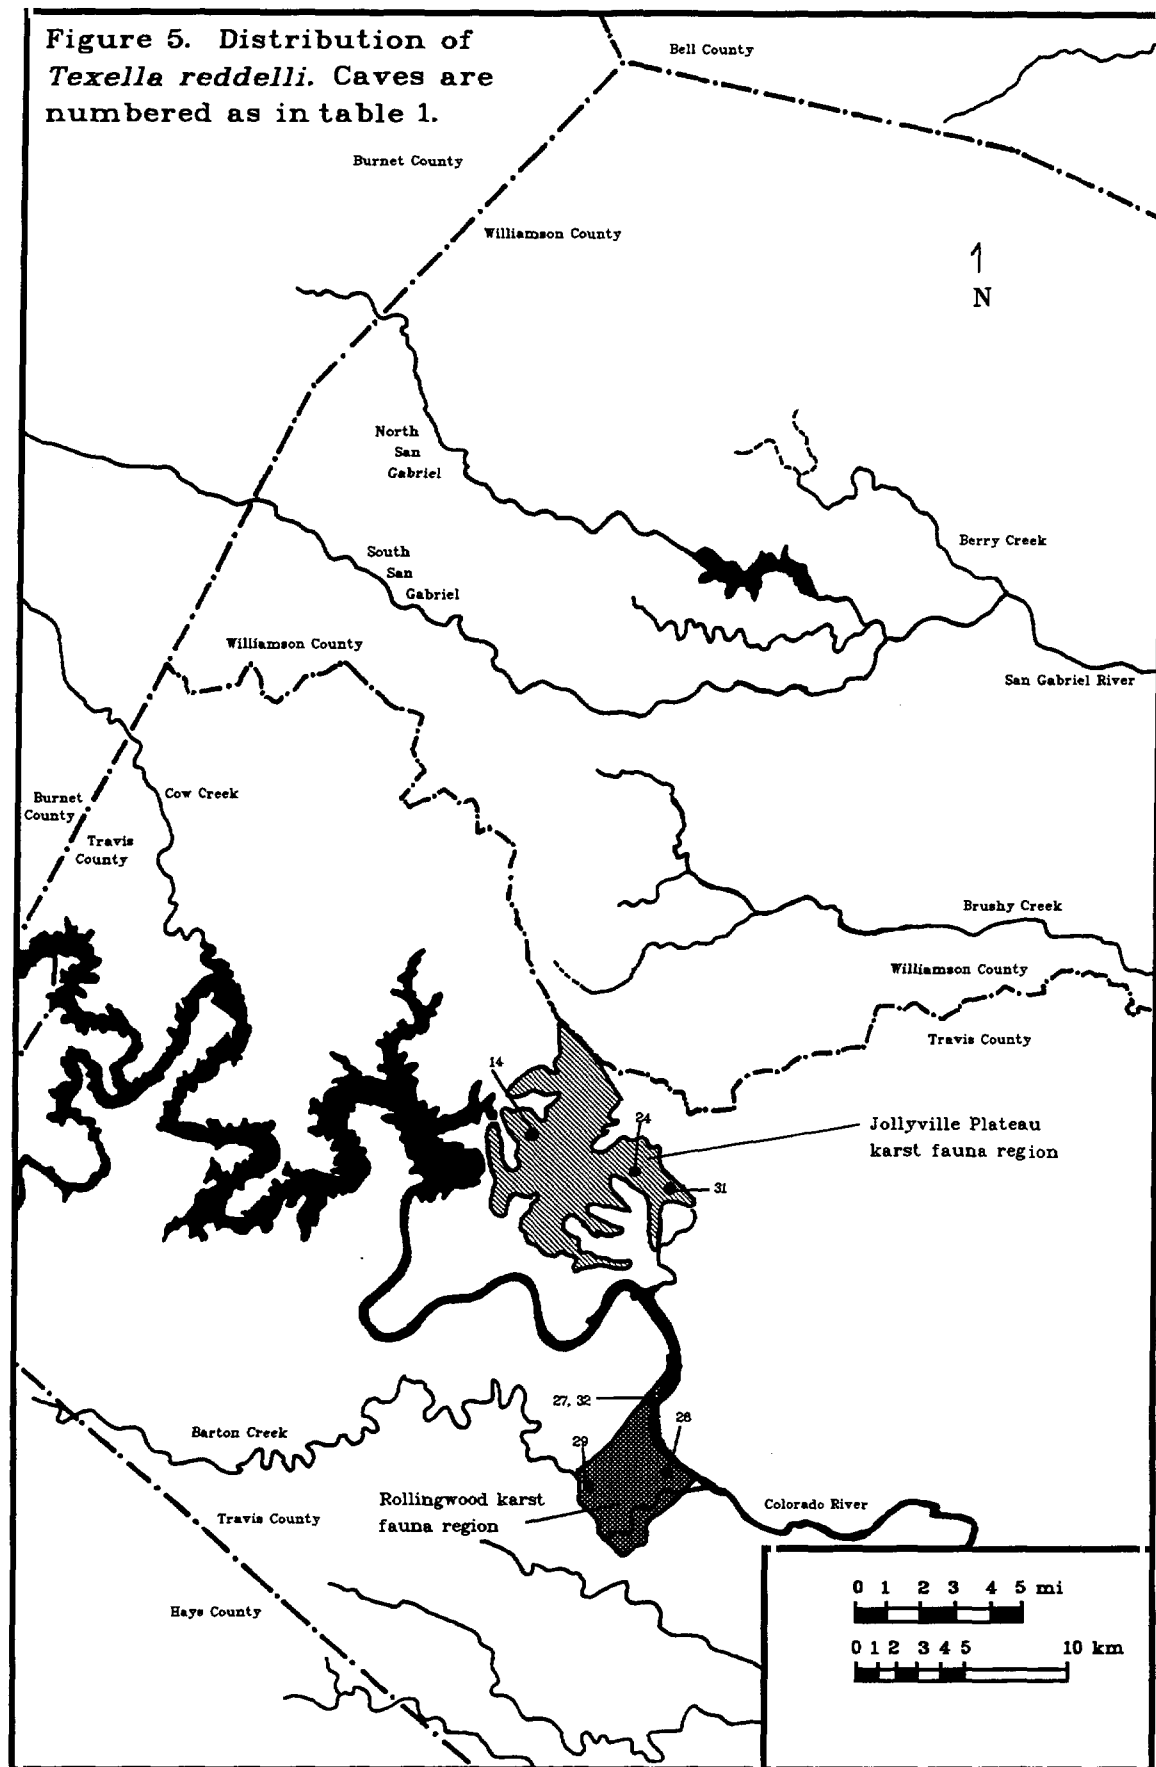 Figure 5. Distribution of
Texella reddelli. Caves are
numbered as in table 1.
Bell County
Burnet County
Williamson County
N
North
San
Gabriel
Berry Creek
South
San
Gabriel
Williamson County
San Gabriel River
Cow Creek
Burnet
County
Travis
County
Brushy Creek
Williamson County
Travis County
14
24
Jollyville Plateau
karst fauna region
31
27, 32
28
Barton Creek
29
Rollingwood karst
fauna region
Colorado River
Travis County
Hays County
0 1 2 3 4 5 mi
0 1 2 3 4 5 10 km